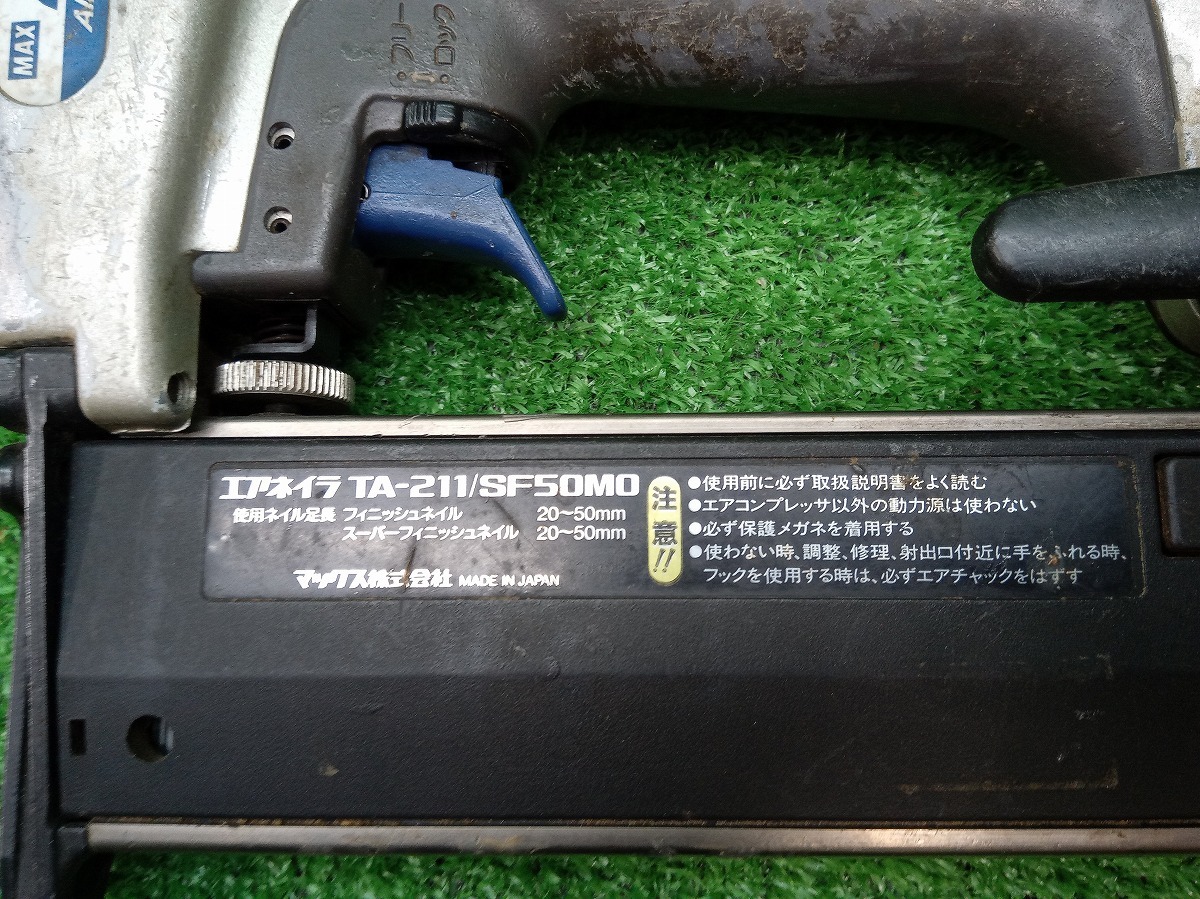 MAX
AI
フリー
ロック
エアネイラ TA-211/SF50MO
使用ネイル足長 フィニッシュネイル 20〜50mm
スーパーフィニッシュネイル 20〜50mm
マックス株式会社 MADE IN JAPAN
注意!!
●使用前に必ず取扱説明書をよく読む
●エアコンプレッサ以外の動力源は使わない
●必ず保護メガネを着用する
●使わない時、調整、修理、射出口付近に手をふれる時、
フックを使用する時は、必ずエアチャックをはずす